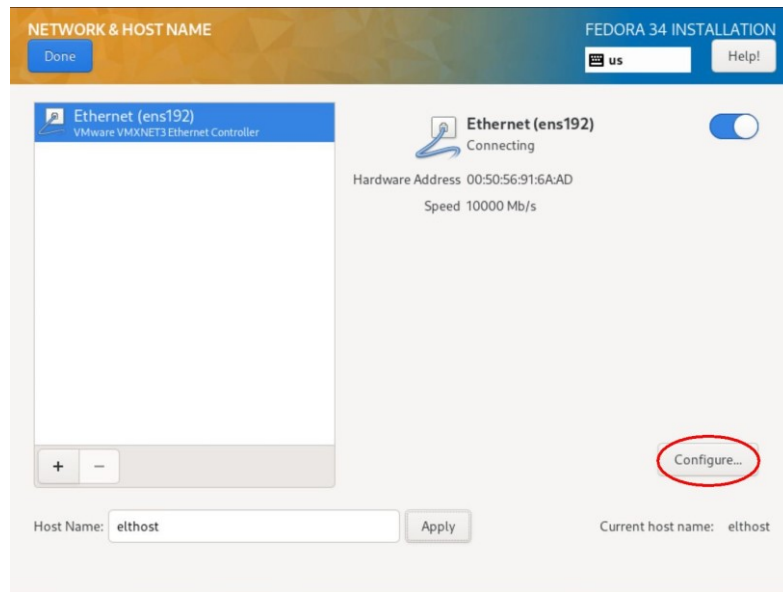 NETWORK & HOST NAME
FEDORA 34 INSTALLATION
Done
us
Help!
Ethernet (ens192)
VMware VMXNET3 Ethernet Controller
Ethernet (ens192)
Connecting
Hardware Address 00:50:56:91:6A:AD
Speed 10000 Mb/s
+ −
Configure...
Host Name: elthost
Apply
Current host name: elthost